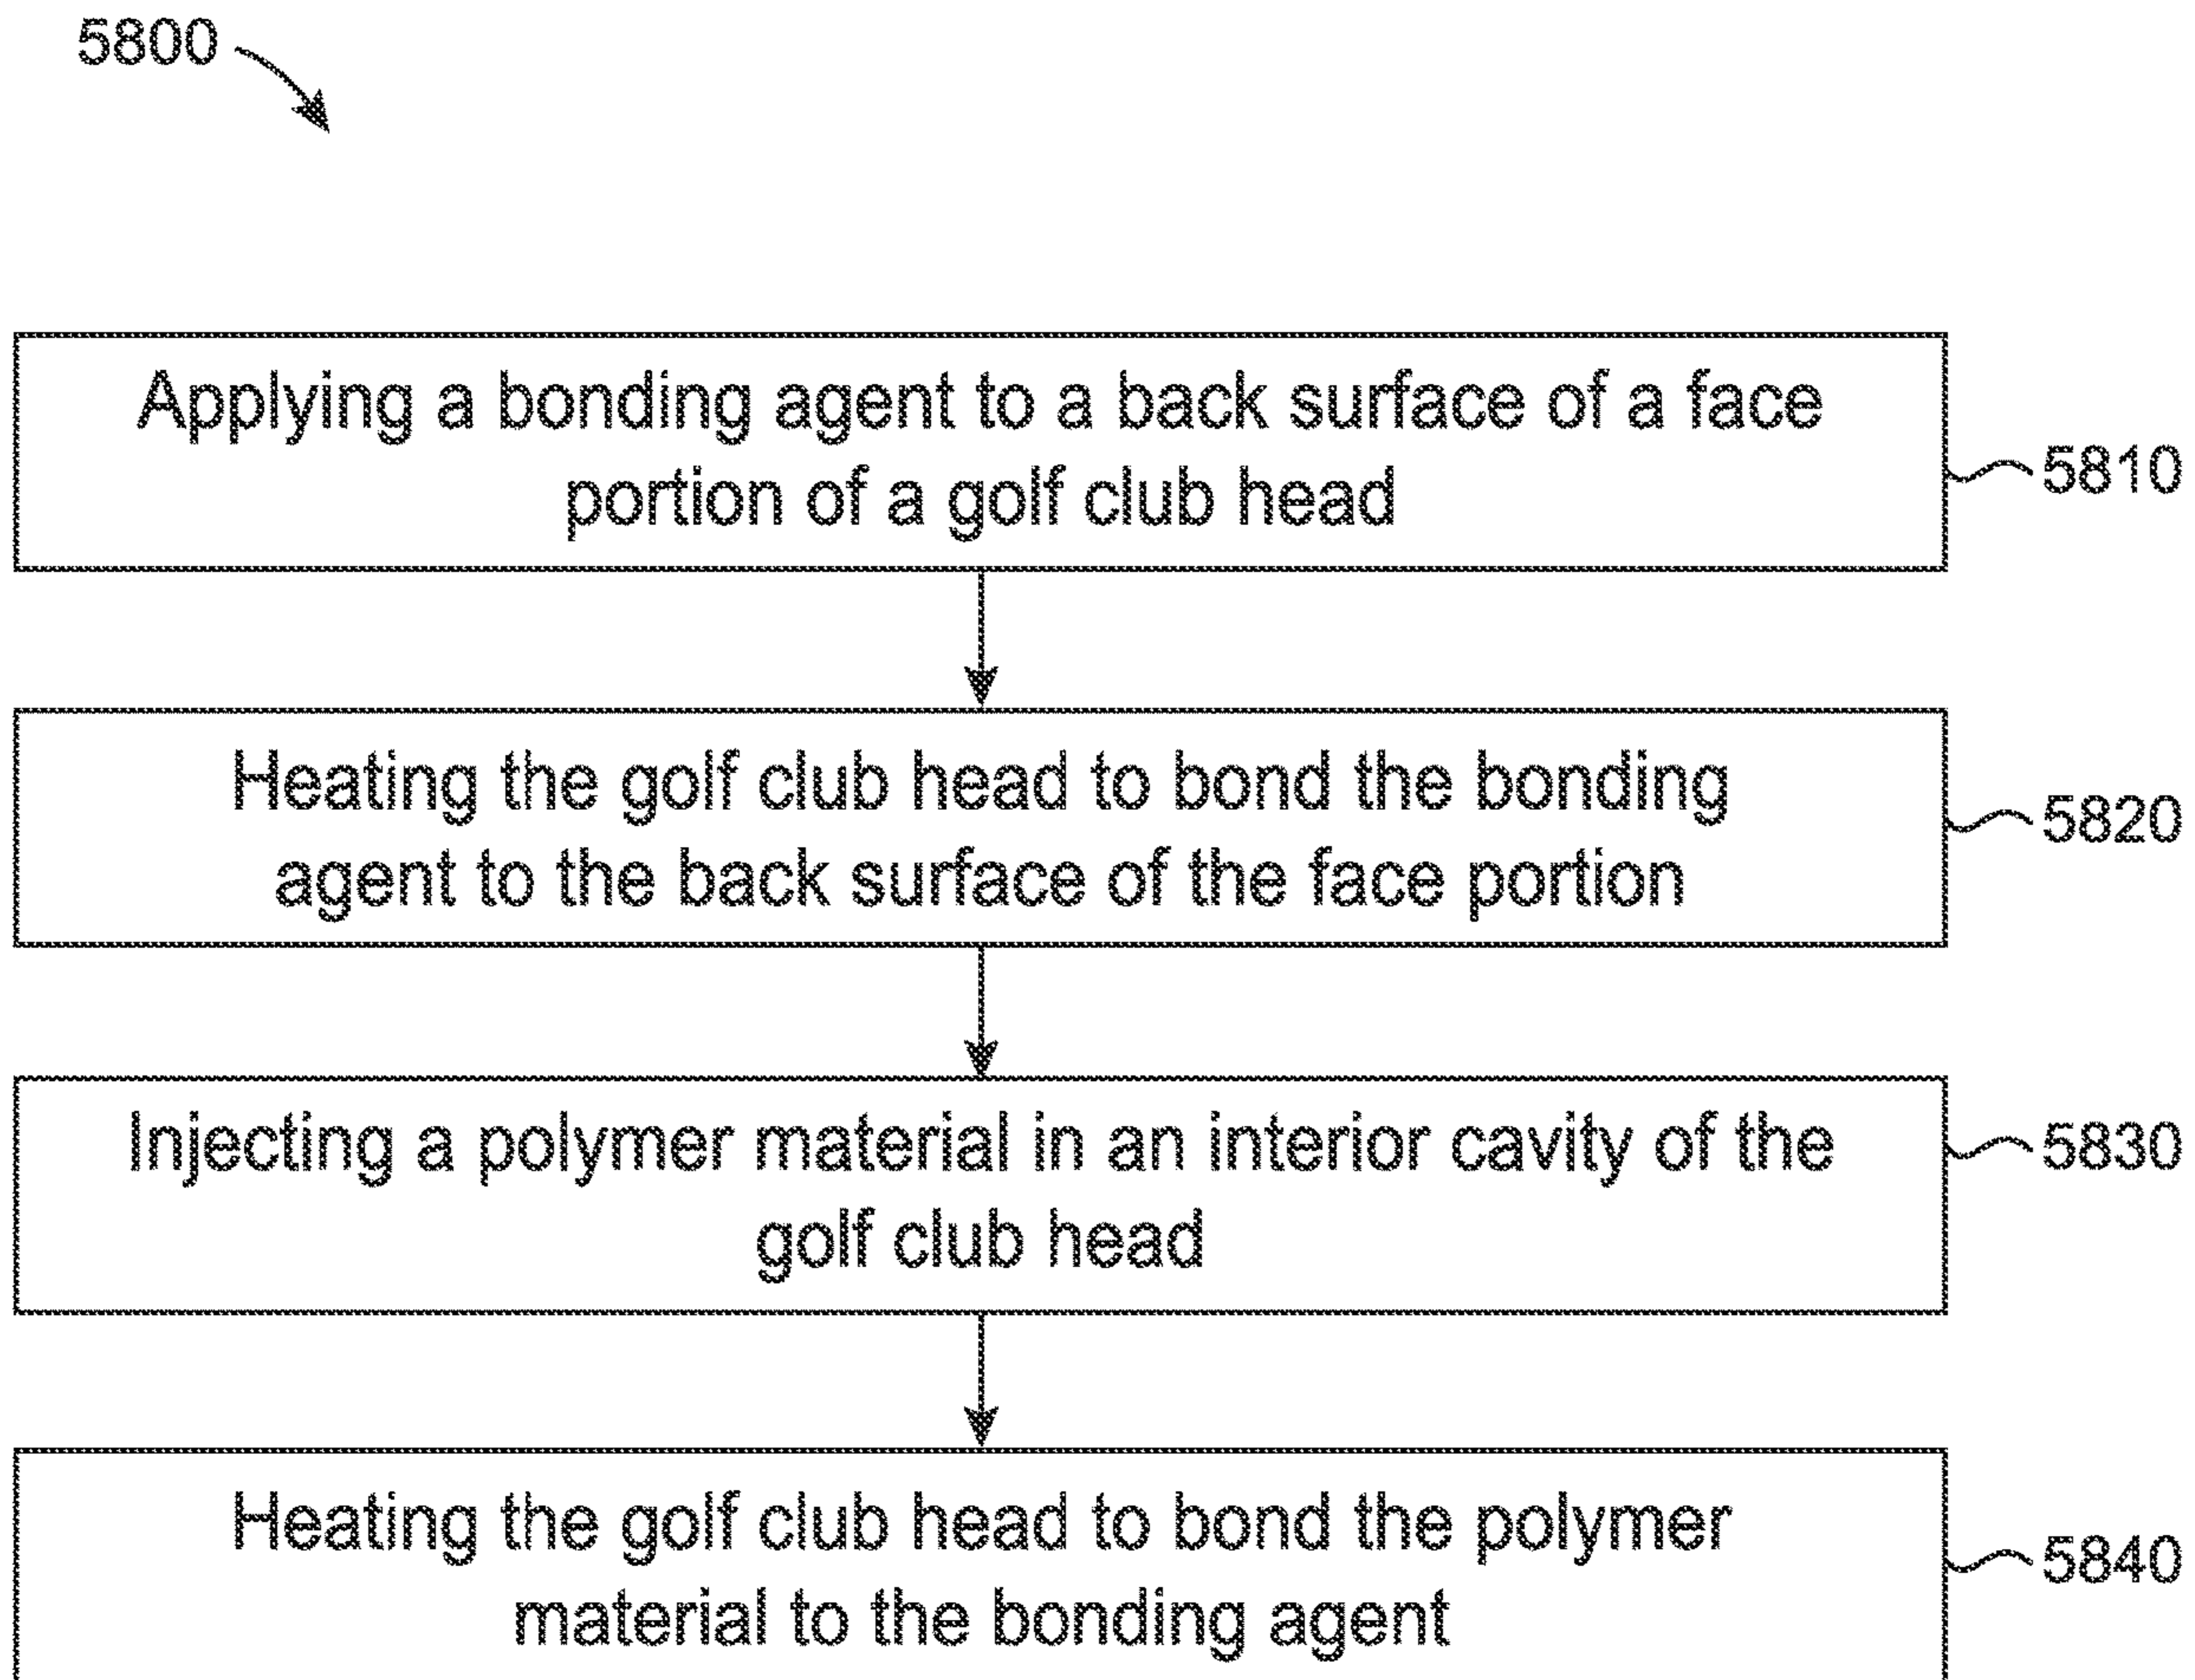 5800
Applying a bonding agent to a back surface of a face
portion of a golf club head
5810
Heating the golf club head to bond the bonding
agent to the back surface of the face portion
5820
Injecting a polymer material in an interior cavity of the
golf club head
5830
Heating the golf club head to bond the polymer
material to the bonding agent
5840